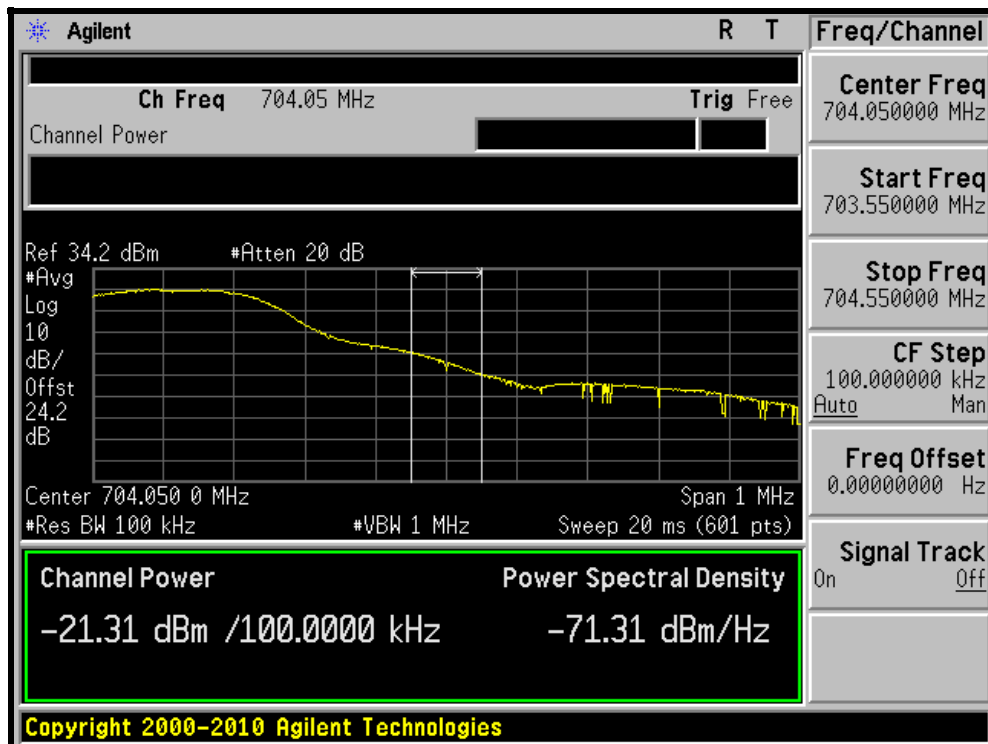 Agilent R T
Ch Freq 704.05 MHz Trig Free
Channel Power
Ref 34.2 dBm #Atten 20 dB
#Avg
Log
10
dB/
Offst
24.2
dB
Center 704.050 0 MHz Span 1 MHz
#Res BW 100 kHz #VBW 1 MHz Sweep 20 ms (601 pts)
Channel Power Power Spectral Density
-21.31 dBm /100.0000 kHz -71.31 dBm/Hz
Copyright 2000-2010 Agilent Technologies
Freq/Channel
Center Freq
704.050000 MHz
Start Freq
703.550000 MHz
Stop Freq
704.550000 MHz
CF Step
100.000000 kHz
Auto Man
Freq Offset
0.00000000 Hz
Signal Track
On Off